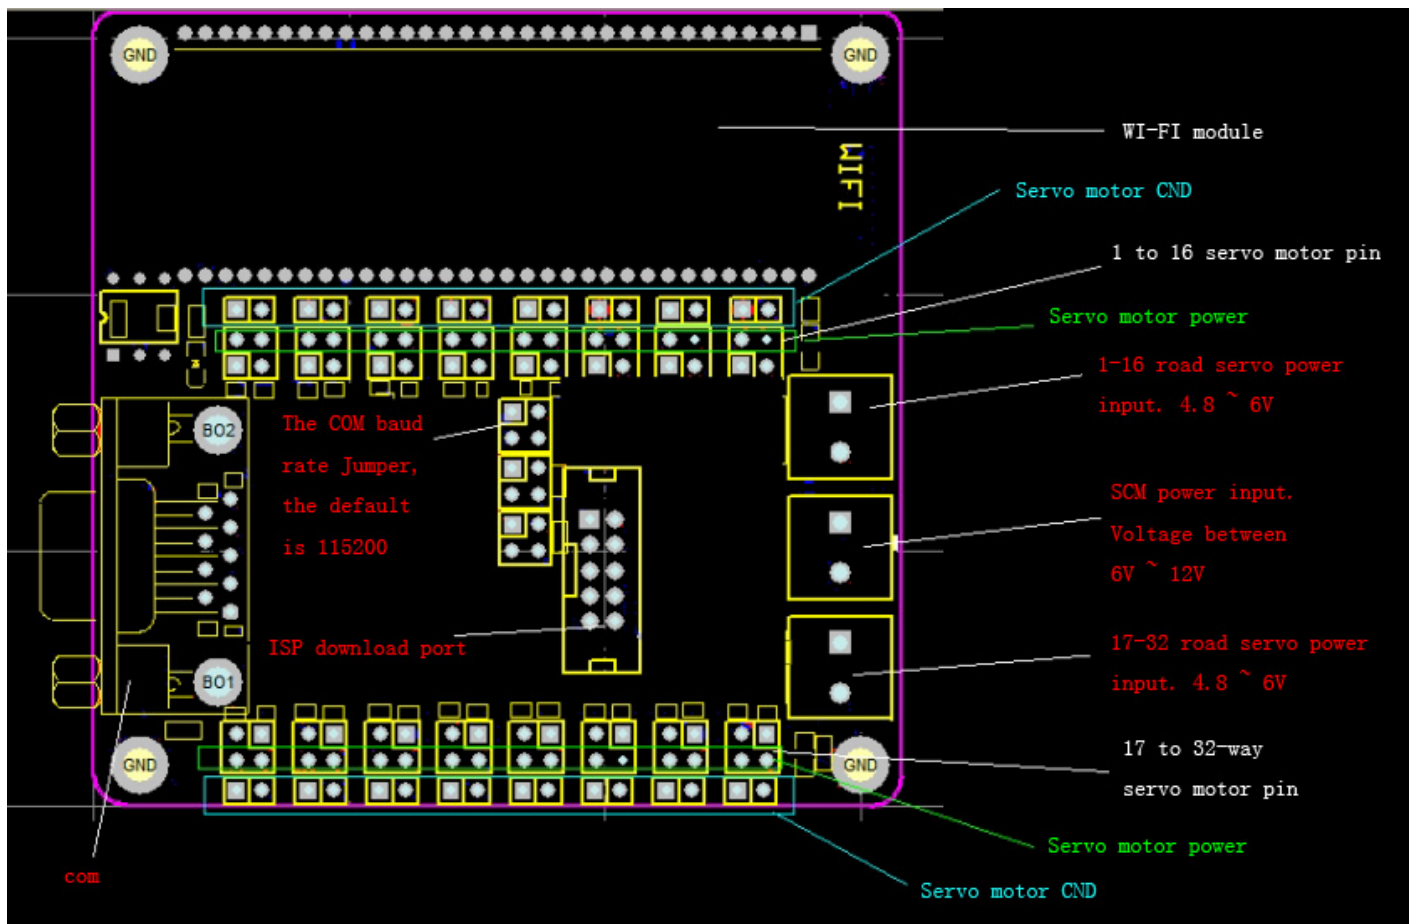 GND
GND
WI-FI module
WIFI
Servo motor CND
1 to 16 servo motor pin
Servo motor power
1-16 road servo power
input. 4.8 ~ 6V
BO2
The COM baud
rate Jumper,
the default
is 115200
SCM power input.
Voltage between
6V ~ 12V
ISP download port
17-32 road servo power
input. 4.8 ~ 6V
BO1
GND
GND
17 to 32-way
servo motor pin
Servo motor power
com
Servo motor CND